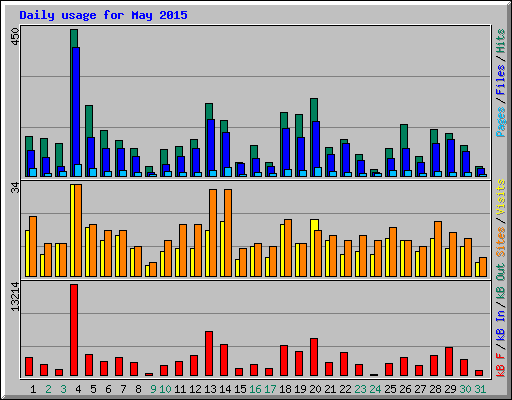 Daily usage for May 2015
450
Pages / Files / Hits
34
Sites / Visits
13214
kB F / kB In / kB Out
1 2 3 4 5 6 7 8 9 10 11 12 13 14 15 16 17 18 19 20 21 22 23 24 25 26 27 28 29 30 31